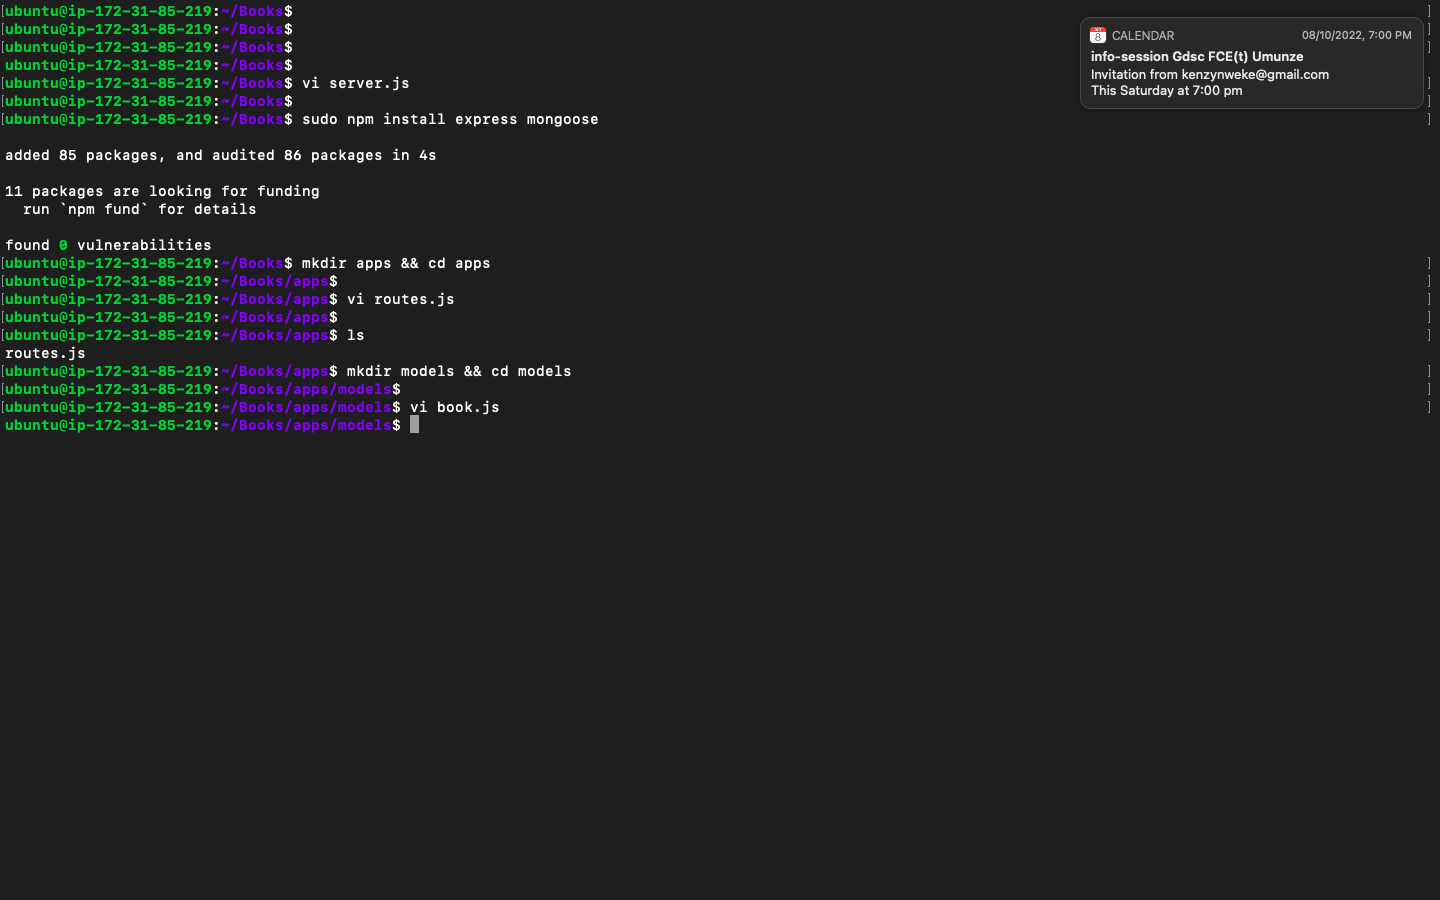 [ubuntu@ip-172-31-85-219:~/Books$ ]
[ubuntu@ip-172-31-85-219:~/Books$ ]
[ubuntu@ip-172-31-85-219:~/Books$ ]
ubuntu@ip-172-31-85-219:~/Books$
[ubuntu@ip-172-31-85-219:~/Books$ vi server.js ]
[ubuntu@ip-172-31-85-219:~/Books$ ]
[ubuntu@ip-172-31-85-219:~/Books$ sudo npm install express mongoose ]
added 85 packages, and audited 86 packages in 4s
11 packages are looking for funding
run `npm fund` for details
found 0 vulnerabilities
[ubuntu@ip-172-31-85-219:~/Books$ mkdir apps && cd apps ]
[ubuntu@ip-172-31-85-219:~/Books/apps$ ]
[ubuntu@ip-172-31-85-219:~/Books/apps$ vi routes.js ]
[ubuntu@ip-172-31-85-219:~/Books/apps$ ]
[ubuntu@ip-172-31-85-219:~/Books/apps$ ls ]
routes.js
[ubuntu@ip-172-31-85-219:~/Books/apps$ mkdir models && cd models ]
[ubuntu@ip-172-31-85-219:~/Books/apps/models$ ]
[ubuntu@ip-172-31-85-219:~/Books/apps/models$ vi book.js ]
ubuntu@ip-172-31-85-219:~/Books/apps/models$
OCT
8
CALENDAR 08/10/2022, 7:00 PM
info-session Gdsc FCE(t) Umunze
Invitation from kenzynweke@gmail.com
This Saturday at 7:00 pm